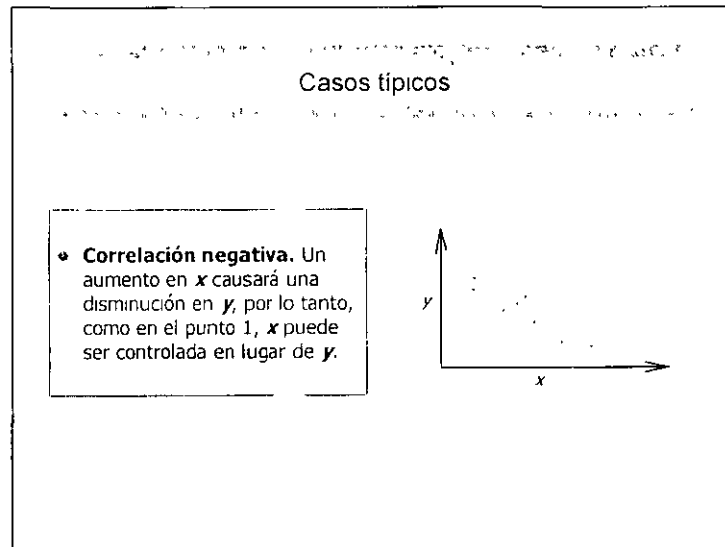 Casos típicos
Correlación negativa. Un
aumento en x causará una
disminución en y, por lo tanto,
como en el punto 1, x puede
ser controlada en lugar de y.
y
x